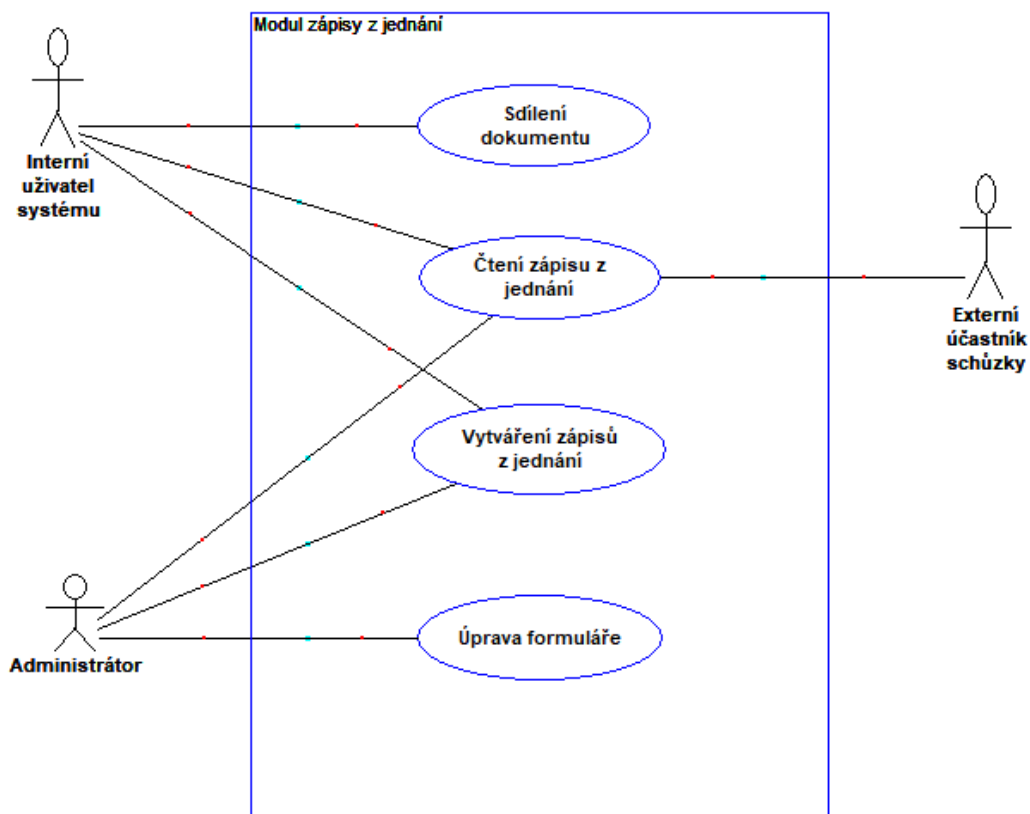 Modul zápisy z jednání
Sdílení
dokumentu
Interní
uživatel
systému
Čtení zápisu z
jednání
Externí
účastník
schůzky
Vytváření zápisů
z jednání
Úprava formuláře
Administrátor